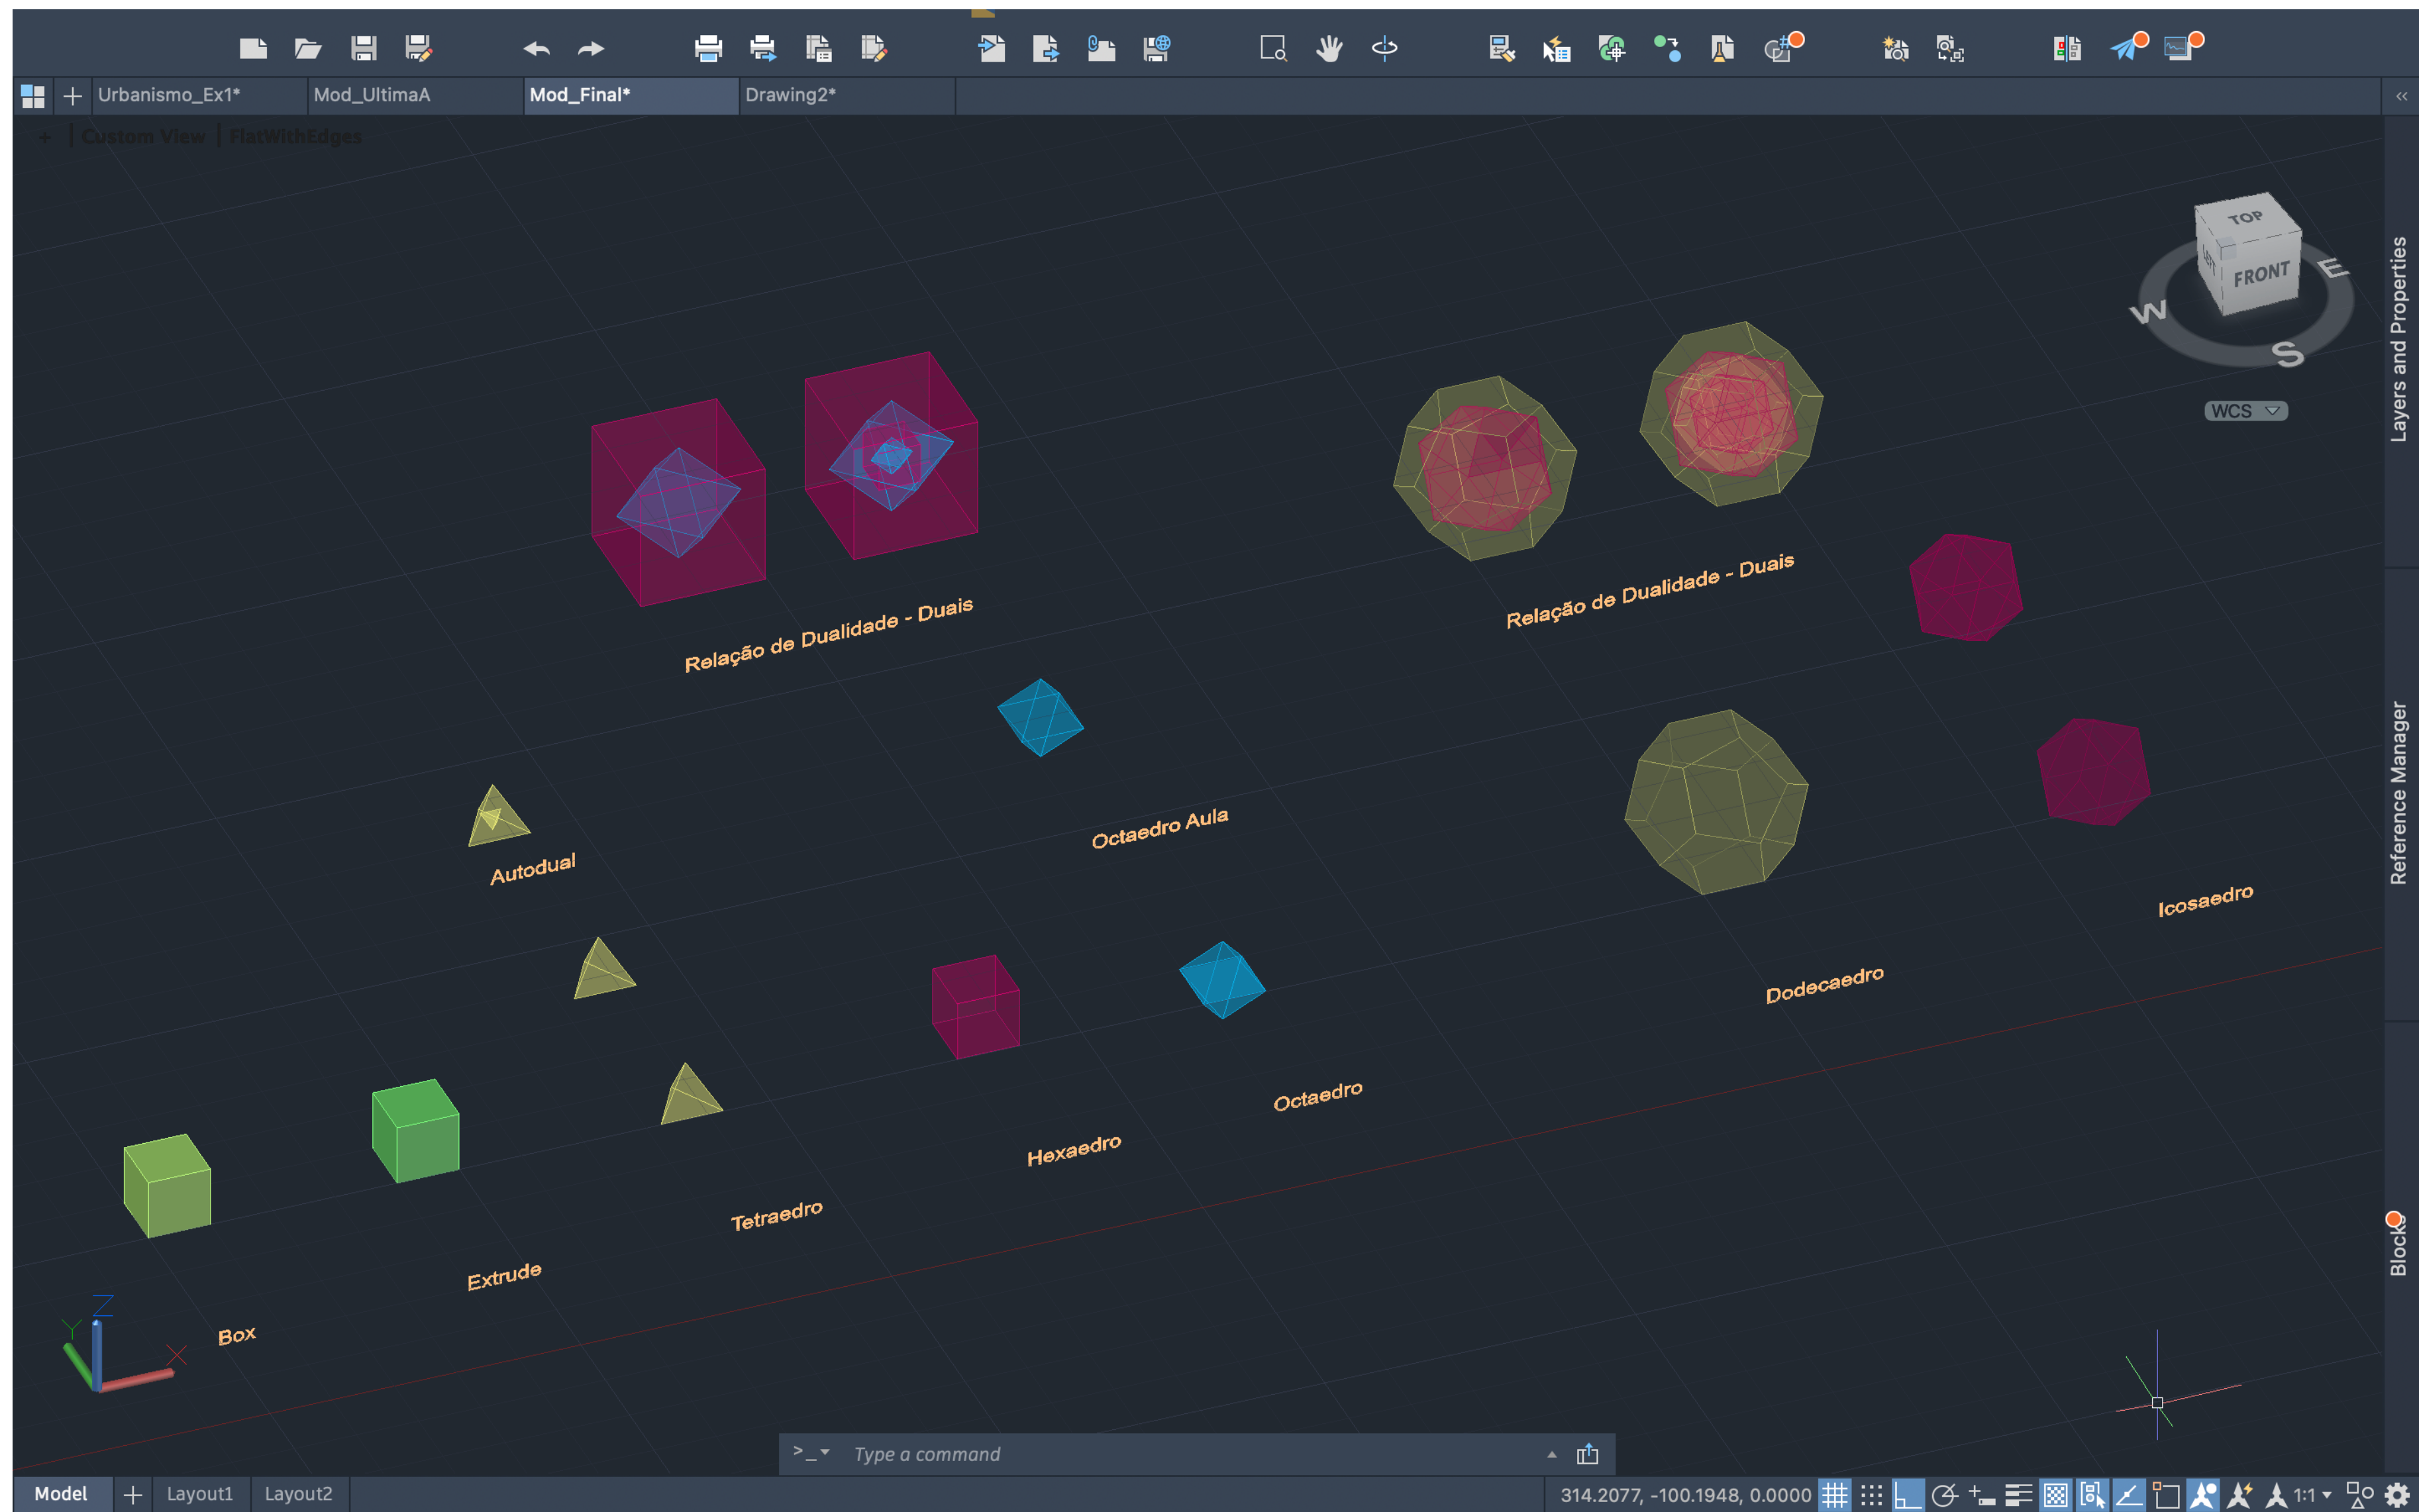 Urbanismo_Ex1*
Mod_UltimaA
Mod_Final*
Drawing2*
+ | Custom View | FlatWithEdges
TOP
LEFT
FRONT
W
E
S
WCS
Layers and Properties
Relação de Dualidade - Duais
Relação de Dualidade - Duais
Reference Manager
Octaedro Aula
Autodual
Icosaedro
Dodecaedro
Octaedro
Hexaedro
Tetraedro
Extrude
Box
Blocks
Z
Y
X
>_ Type a command
Model
Layout1
Layout2
314.2077, -100.1948, 0.0000
1:1